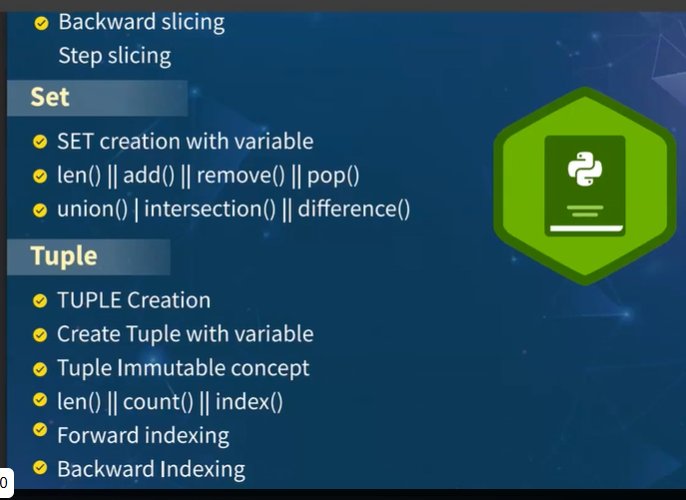 Backward slicing
Step slicing
Set
SET creation with variable
len() || add() || remove() || pop()
union() | intersection() || difference()
Tuple
TUPLE Creation
Create Tuple with variable
Tuple Immutable concept
len() || count() || index()
Forward indexing
Backward Indexing
0